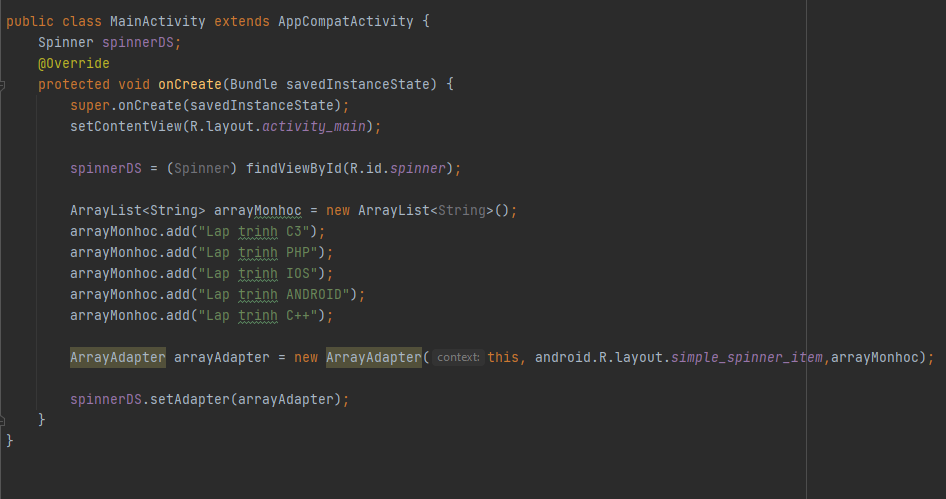 public class MainActivity extends AppCompatActivity {
Spinner spinnerDS;
@Override
protected void onCreate(Bundle savedInstanceState) {
super.onCreate(savedInstanceState);
setContentView(R.layout.activity_main);
spinnerDS = (Spinner) findViewById(R.id.spinner);
ArrayList<String> arrayMonhoc = new ArrayList<String>();
arrayMonhoc.add("Lap trinh C3");
arrayMonhoc.add("Lap trinh PHP");
arrayMonhoc.add("Lap trinh IOS");
arrayMonhoc.add("Lap trinh ANDROID");
arrayMonhoc.add("Lap trinh C++");
ArrayAdapter arrayAdapter = new ArrayAdapter( context: this, android.R.layout.simple_spinner_item,arrayMonhoc);
spinnerDS.setAdapter(arrayAdapter);
}
}